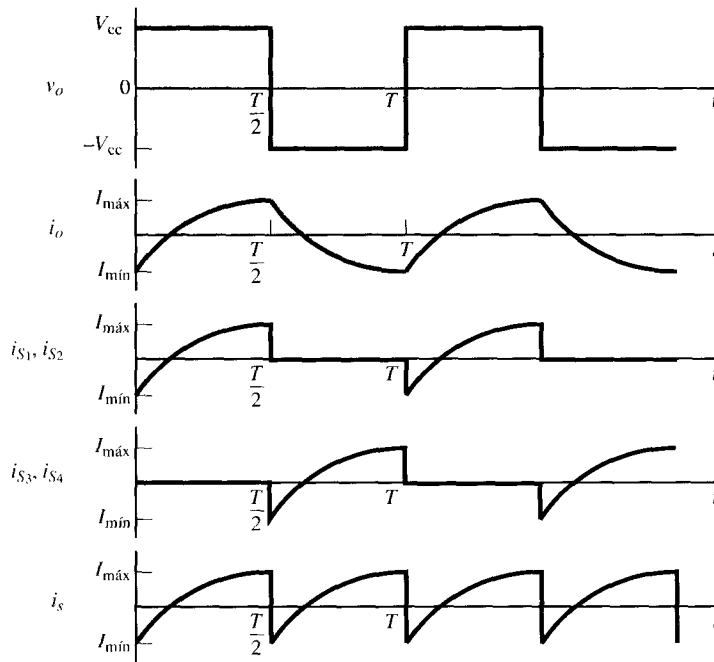 V_cc
v_o
0
T/2
T
t
–V_cc
I_máx
i_o
I_mín
T/2
T
I_máx
i_S1, i_S2
I_mín
T/2
T
I_máx
i_S3, i_S4
I_mín
T/2
T
I_máx
i_s
I_mín
T/2
T